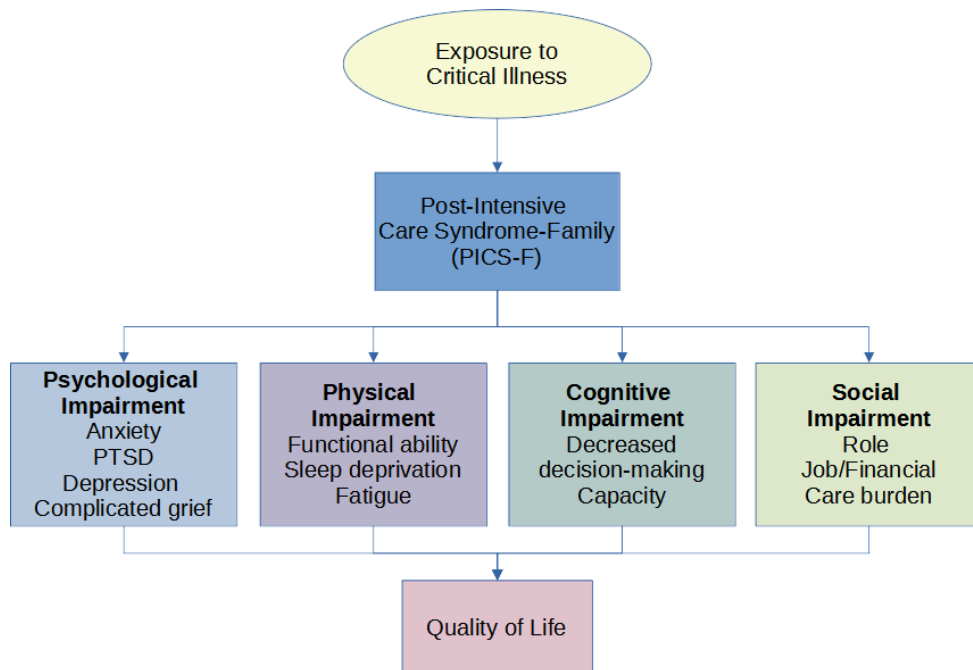 Exposure to
Critical Illness
Post-Intensive
Care Syndrome-Family
(PICS-F)
Psychological
Impairment
Anxiety
PTSD
Depression
Complicated grief
Physical
Impairment
Functional ability
Sleep deprivation
Fatigue
Cognitive
Impairment
Decreased
decision-making
Capacity
Social
Impairment
Role
Job/Financial
Care burden
Quality of Life